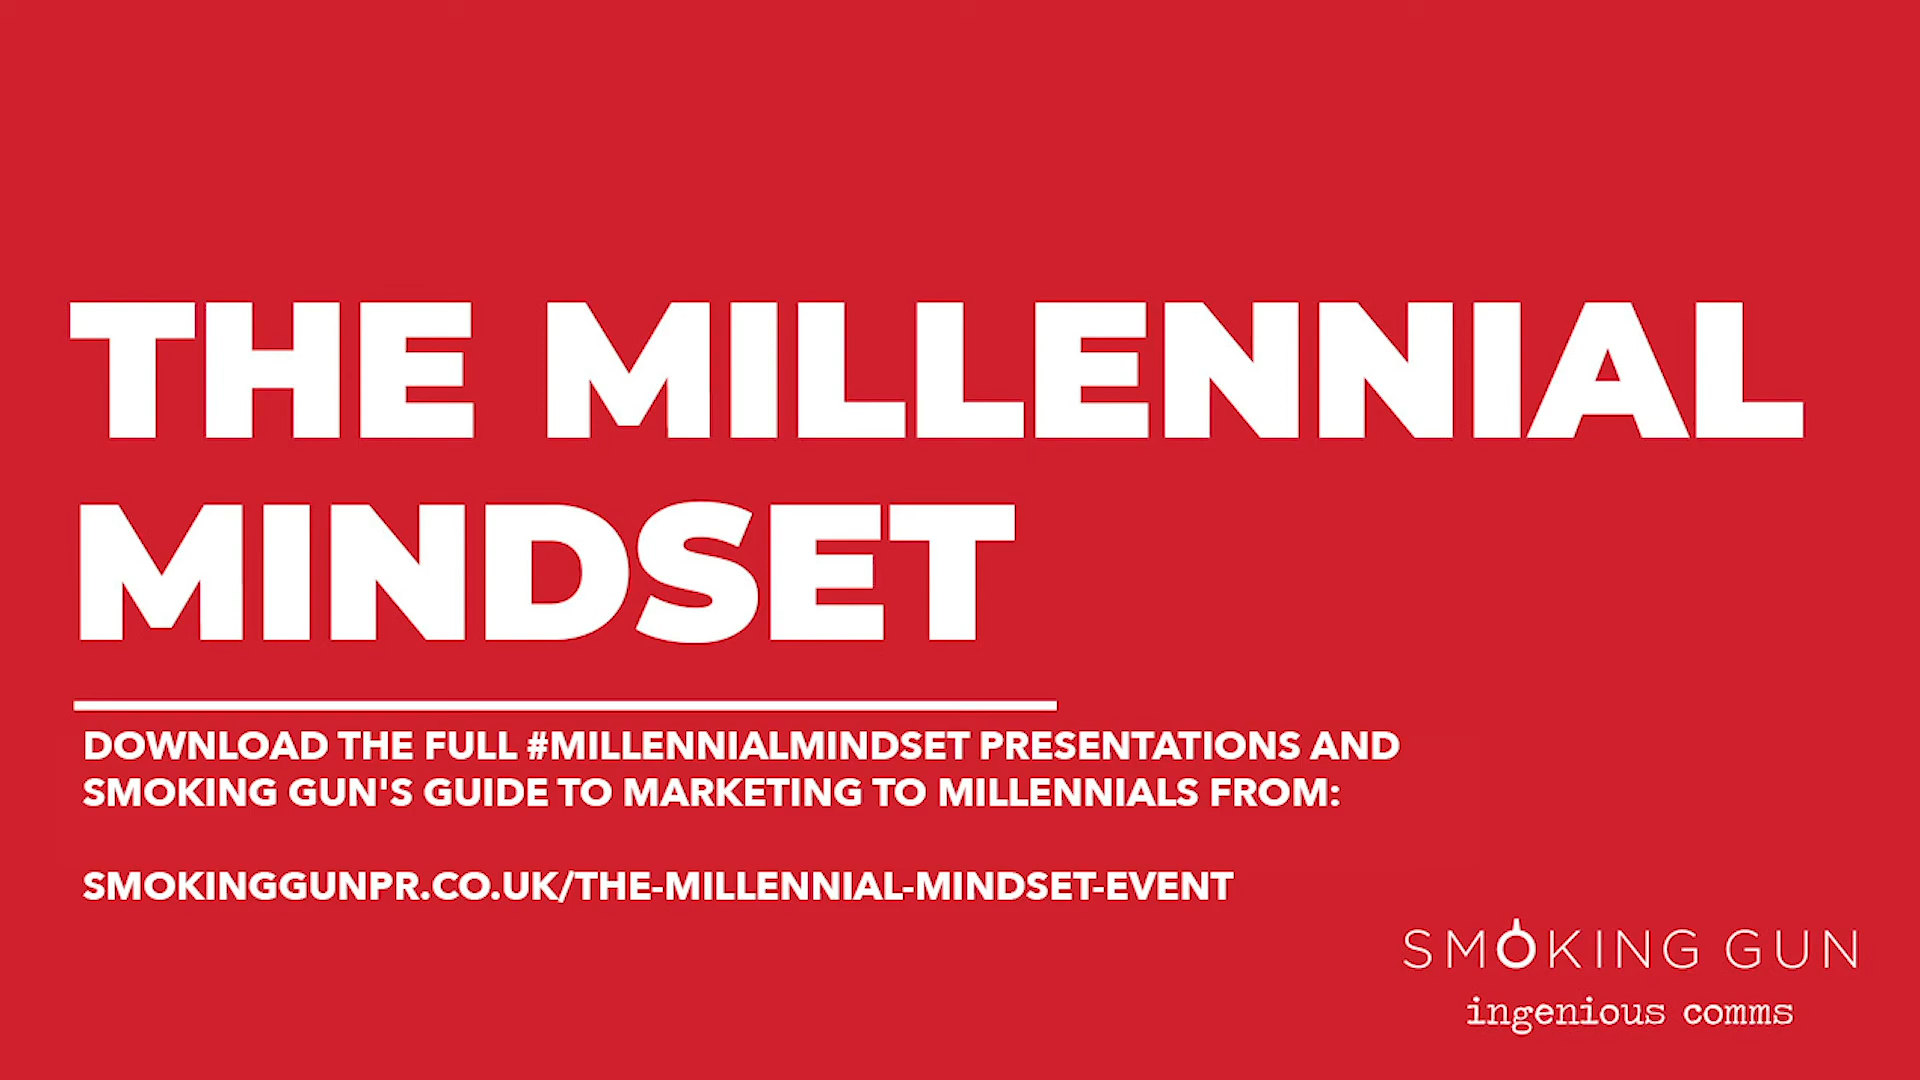 THE MILLENNIAL
MINDSET
DOWNLOAD THE FULL #MILLENNIALMINDSET PRESENTATIONS AND
SMOKING GUN'S GUIDE TO MARKETING TO MILLENNIALS FROM:
SMOKINGGUNPR.CO.UK/THE-MILLENNIAL-MINDSET-EVENT
SMOKING GUN
ingenious comms